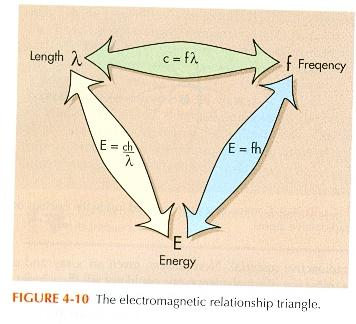 Length λ
c = fλ
f Freqency
E = ch/λ
E = fh
E
Energy
FIGURE 4-10 The electromagnetic relationship triangle.